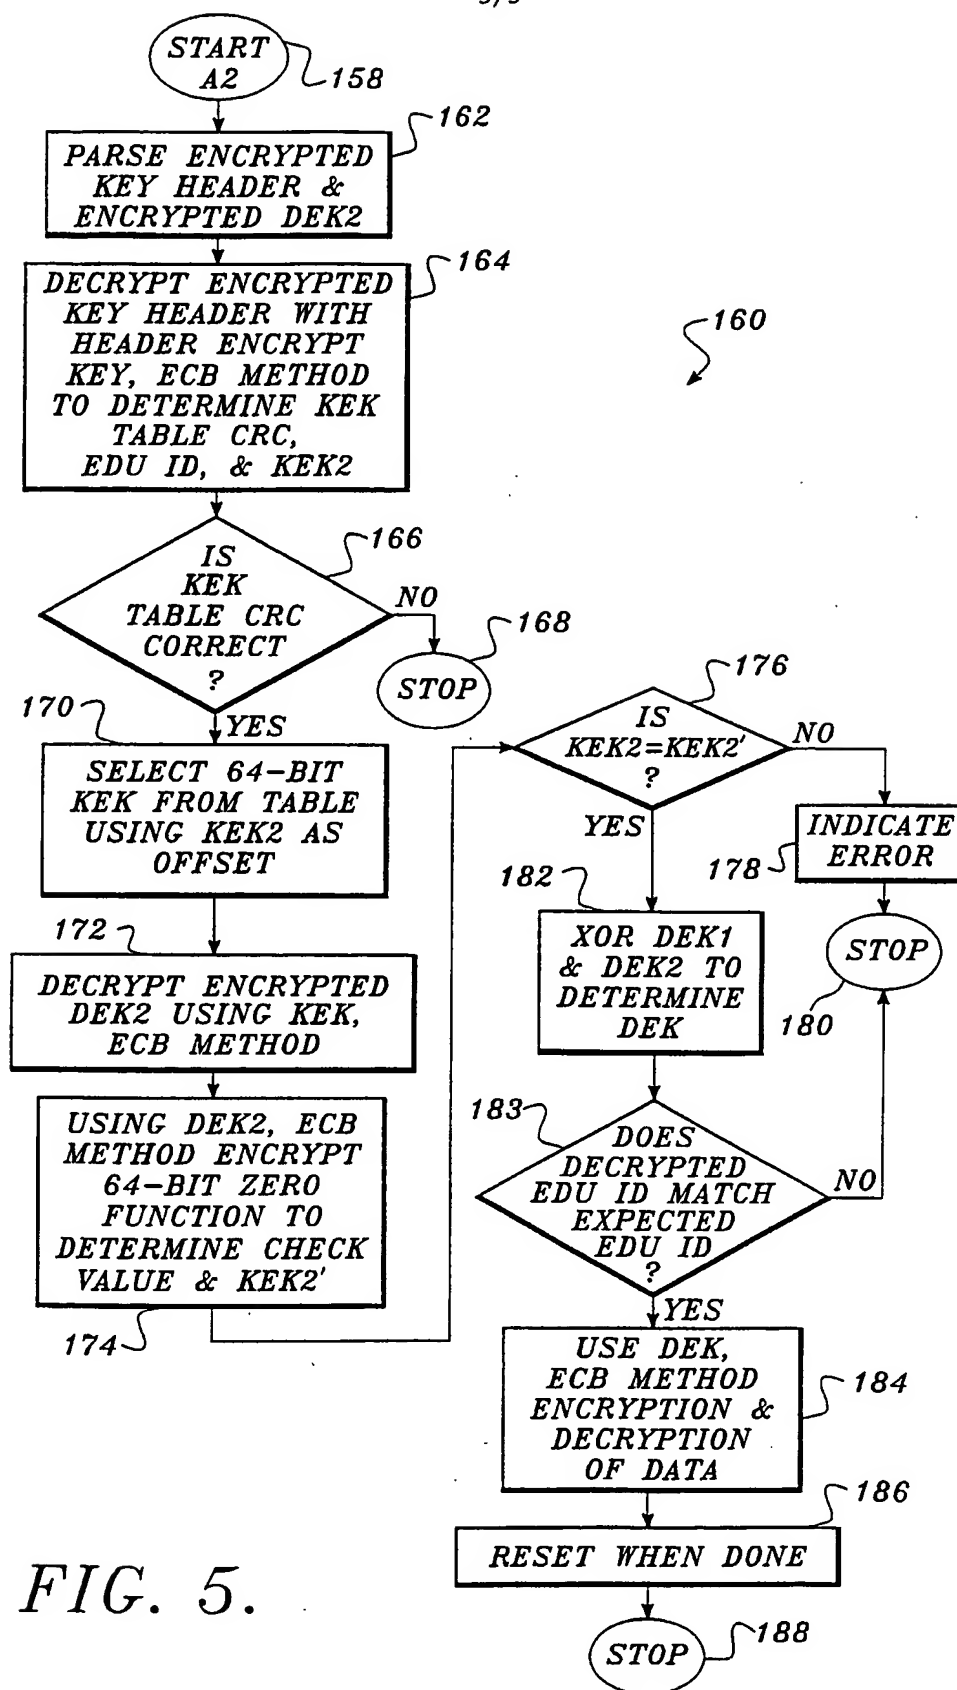 START
A2
158
162
PARSE ENCRYPTED
KEY HEADER &
ENCRYPTED DEK2
164
DECRYPT ENCRYPTED
KEY HEADER WITH
HEADER ENCRYPT
KEY, ECB METHOD
TO DETERMINE KEK
TABLE CRC,
EDU ID, & KEK2
160
166
IS
KEK
TABLE CRC
CORRECT
?
NO
168
STOP
170
YES
SELECT 64-BIT
KEK FROM TABLE
USING KEK2 AS
OFFSET
172
DECRYPT ENCRYPTED
DEK2 USING KEK,
ECB METHOD
USING DEK2, ECB
METHOD ENCRYPT
64-BIT ZERO
FUNCTION TO
DETERMINE CHECK
VALUE & KEK2'
174
176
IS
KEK2=KEK2'
?
NO
YES
INDICATE
ERROR
178
182
XOR DEK1
& DEK2 TO
DETERMINE
DEK
STOP
180
183
DOES
DECRYPTED
EDU ID MATCH
EXPECTED
EDU ID
?
NO
YES
USE DEK,
ECB METHOD
ENCRYPTION &
DECRYPTION
OF DATA
184
186
RESET WHEN DONE
STOP
188
FIG. 5.